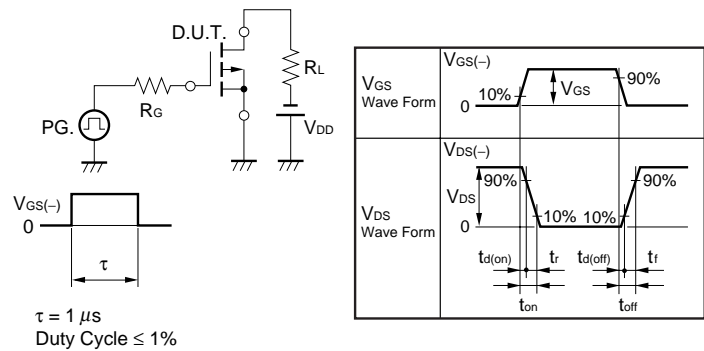 D.U.T.
RL
RG
PG.
VDD
VGS(−)
0
τ
τ = 1 μs
Duty Cycle ≤ 1%
VGS
Wave Form
VGS(−)
10%
VGS
90%
0
VDS
Wave Form
VDS(−)
90%
VDS
10%
10%
90%
0
td(on)
tr
td(off)
tf
ton
toff